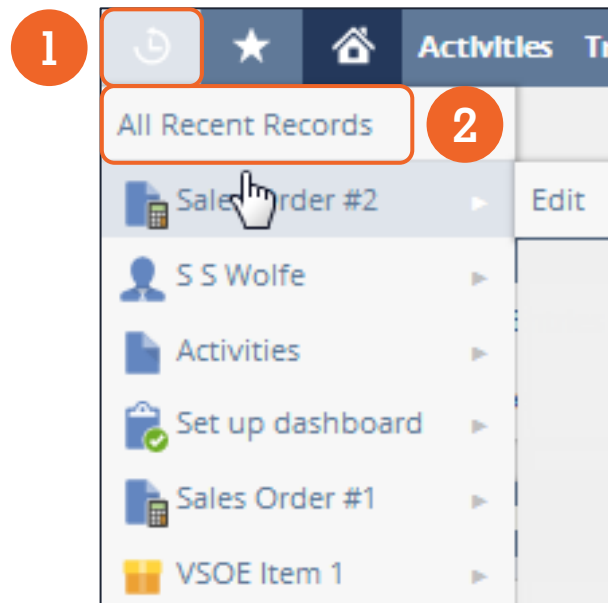 1
Activities
2
All Recent Records
Sales Order #2
Edit
S S Wolfe
Activities
Set up dashboard
Sales Order #1
VSOE Item 1